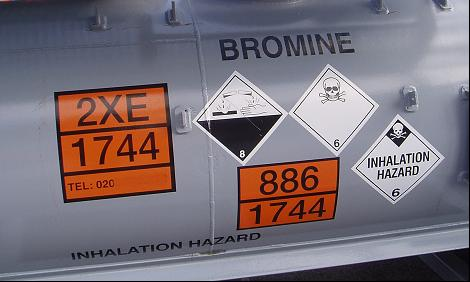 BROMINE
2XE
1744
TEL: 020
8
6
INHALATION
HAZARD
6
886
1744
INHALATION HAZARD